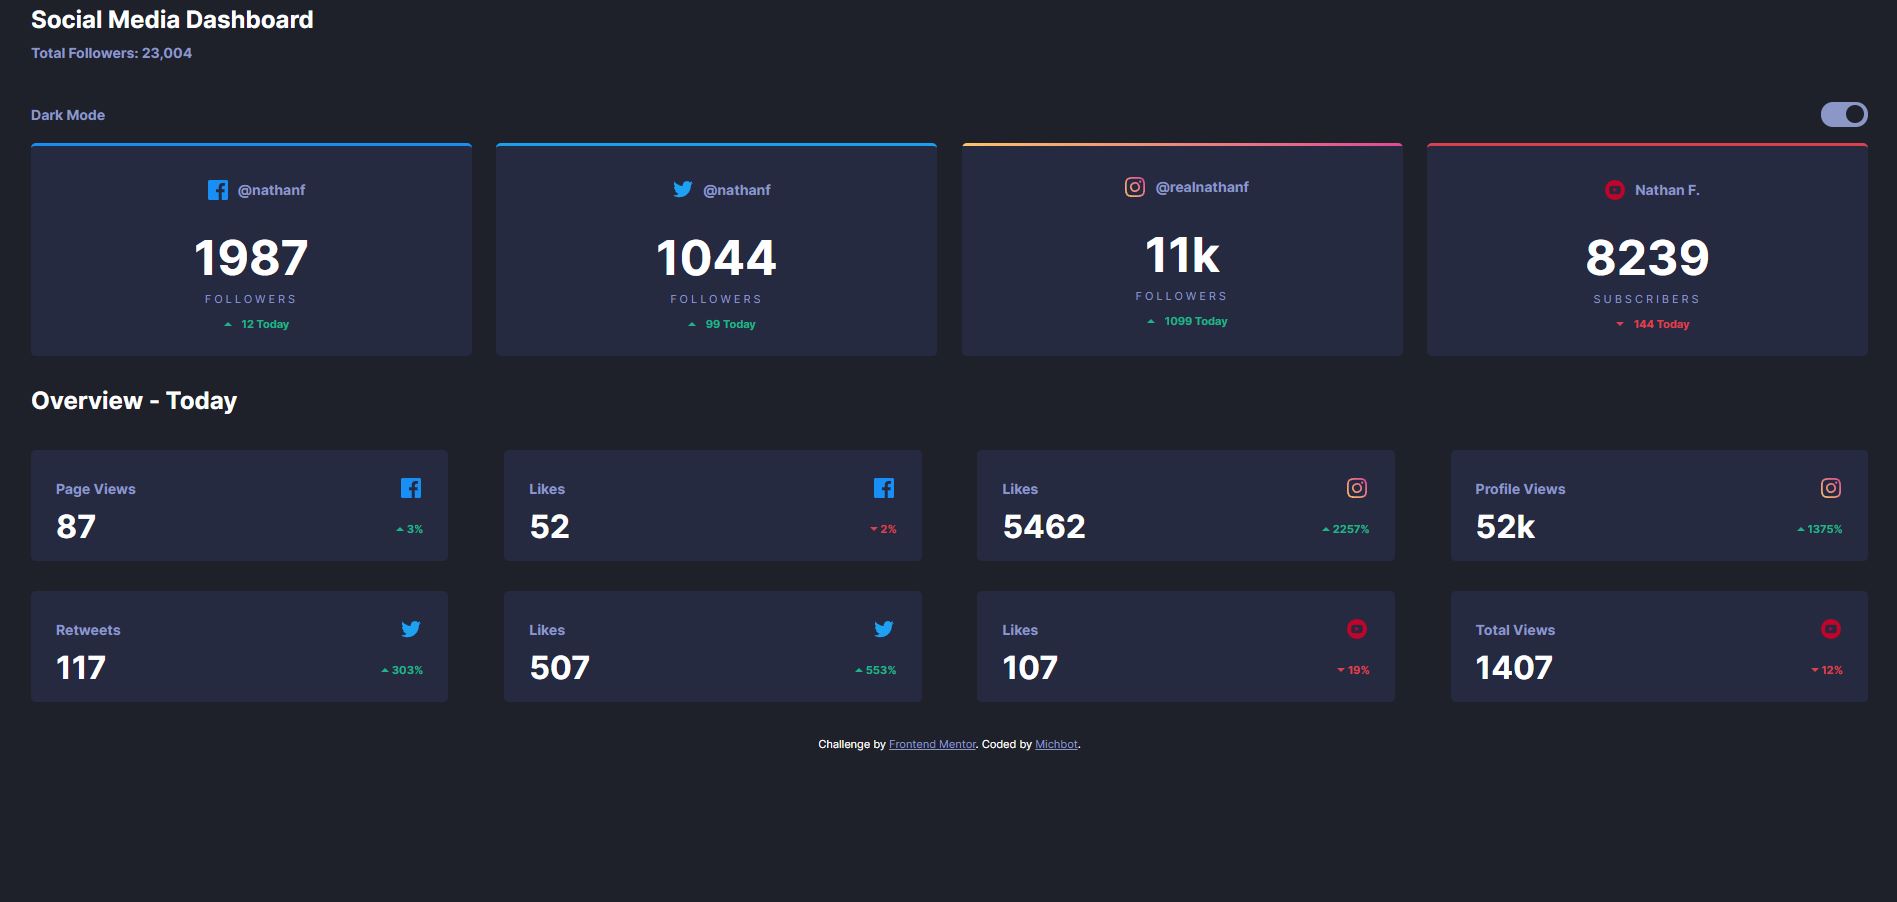 Social Media Dashboard
Total Followers: 23,004
Dark Mode
@nathanf
1987
FOLLOWERS
12 Today
@nathanf
1044
FOLLOWERS
99 Today
@realnathanf
11k
FOLLOWERS
1099 Today
Nathan F.
8239
SUBSCRIBERS
144 Today
Overview - Today
Page Views
87
3%
Likes
52
2%
Likes
5462
2257%
Profile Views
52k
1375%
Retweets
117
303%
Likes
507
553%
Likes
107
19%
Total Views
1407
12%
Challenge by Frontend Mentor. Coded by Michbot.